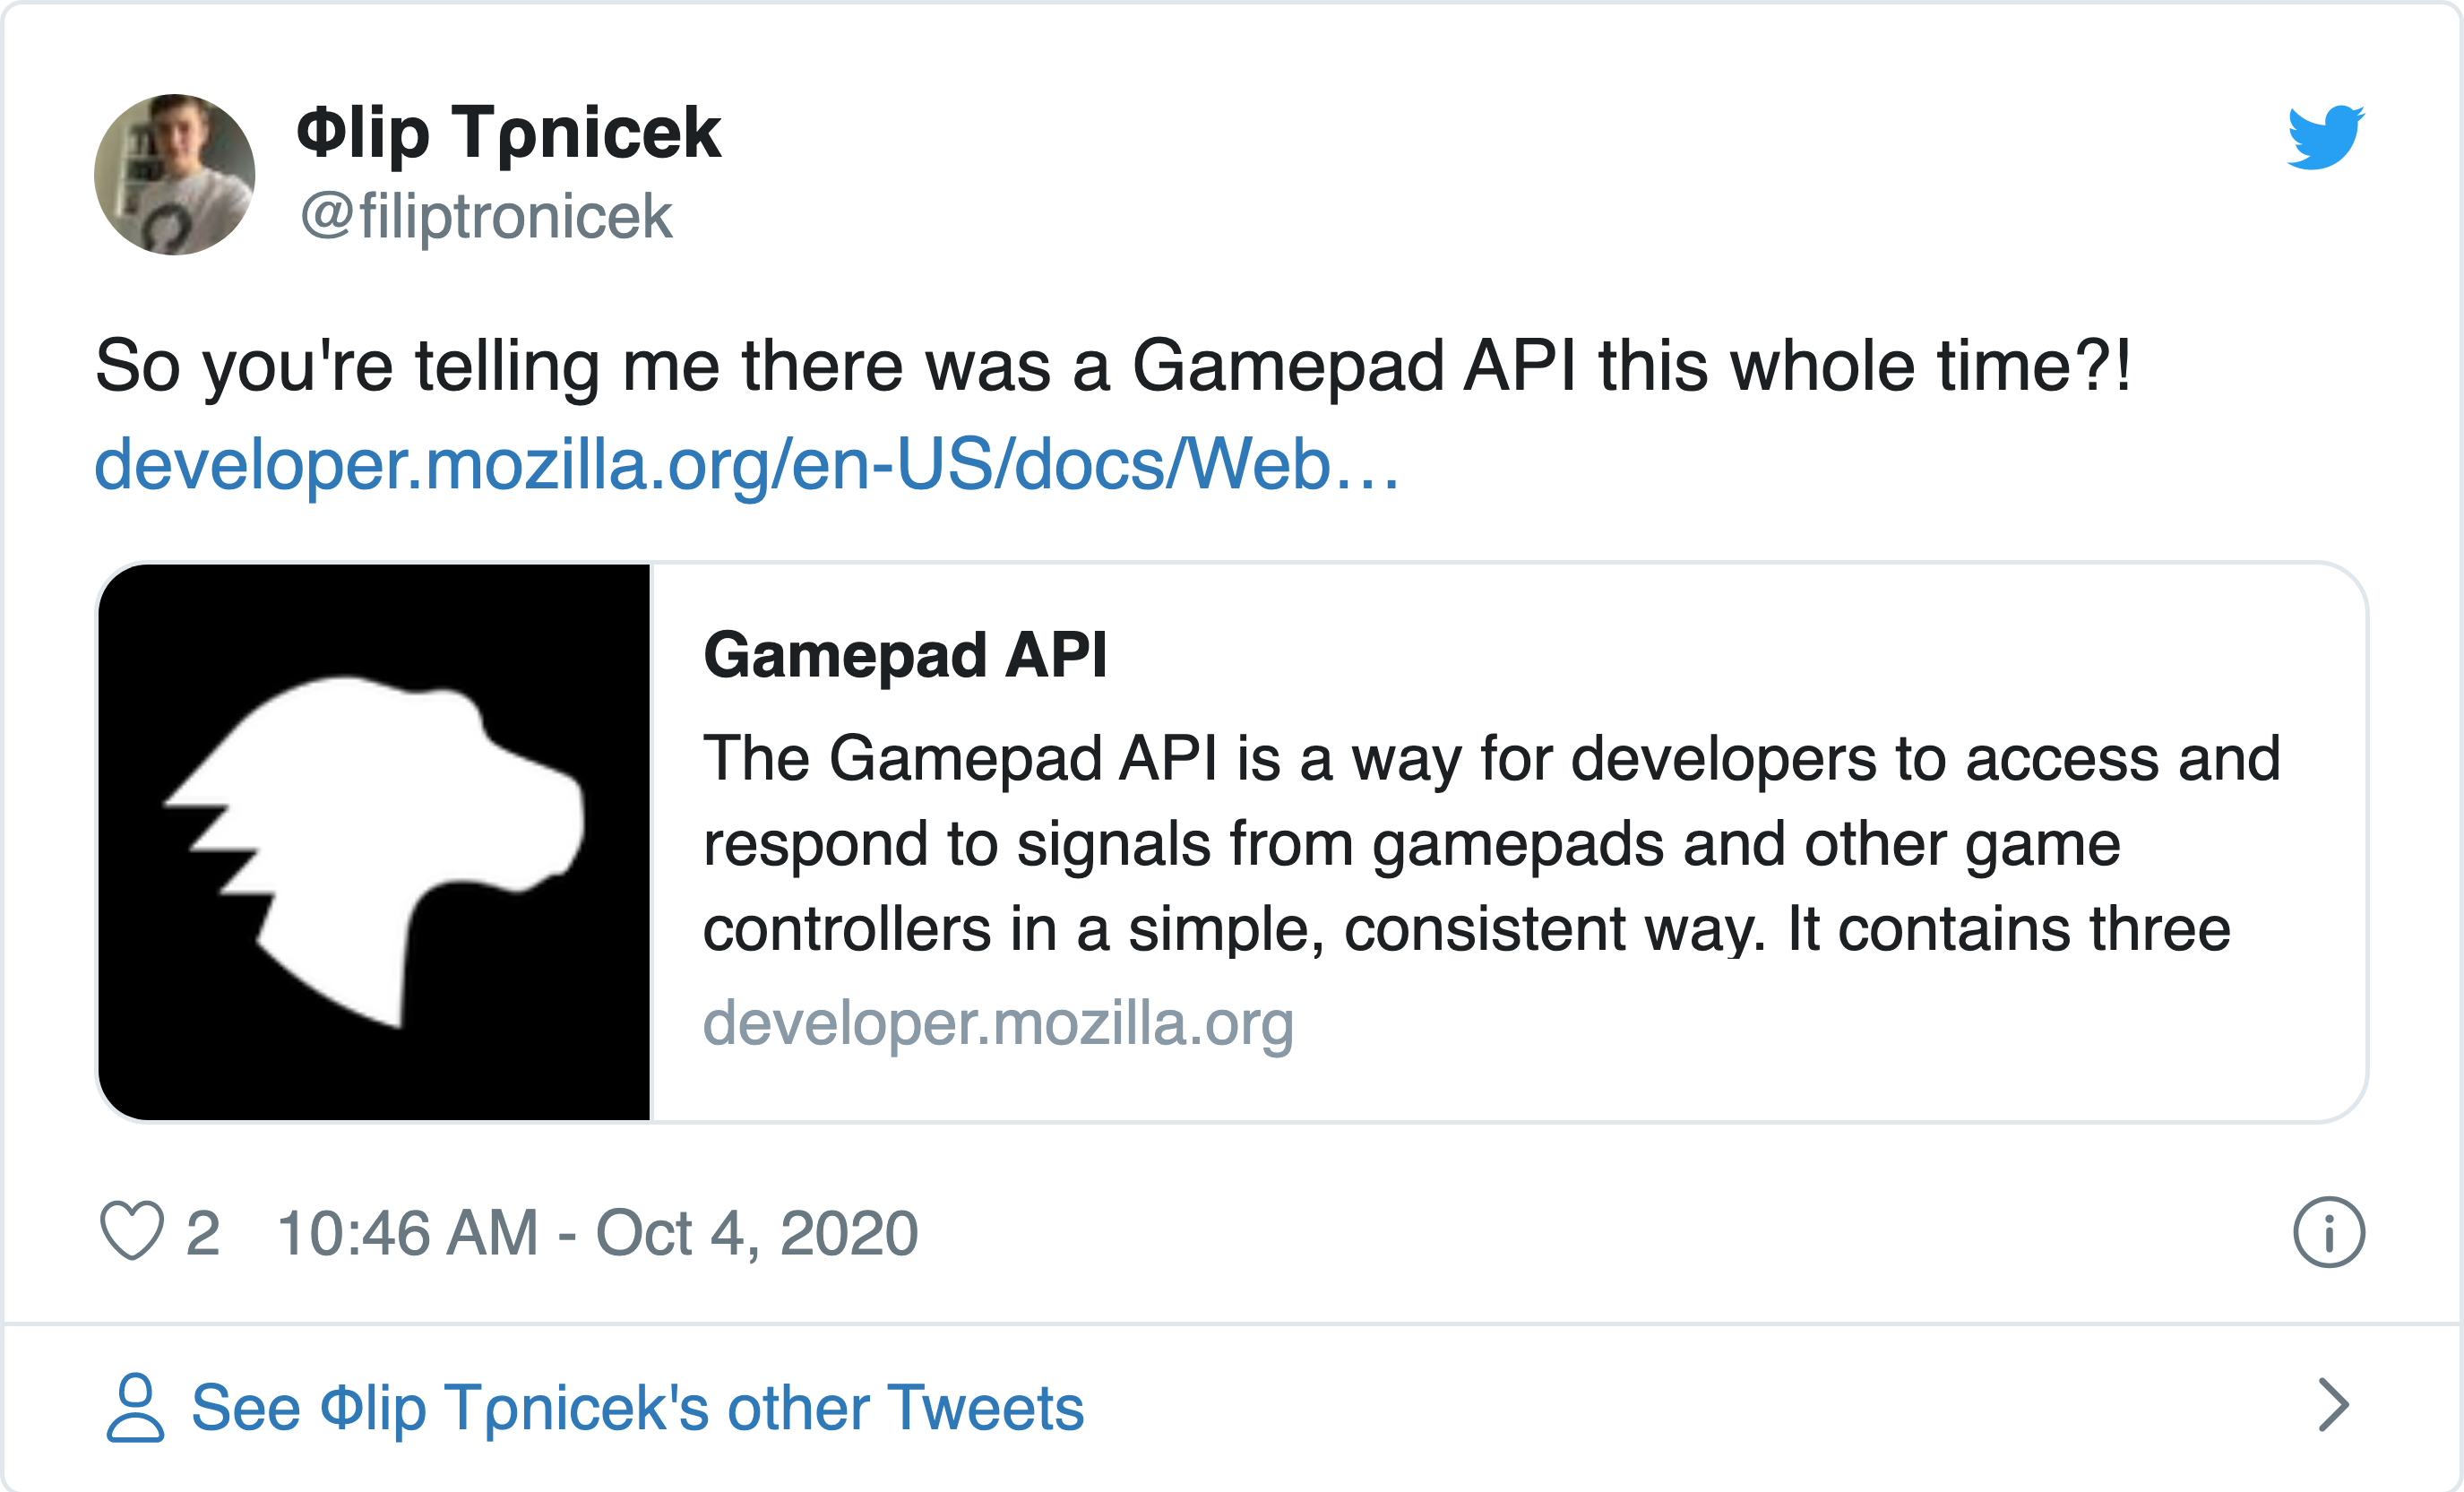 Φlip Tρnicek
@filiptronicek
So you're telling me there was a Gamepad API this whole time?!
developer.mozilla.org/en-US/docs/Web…
Gamepad API
The Gamepad API is a way for developers to access and
respond to signals from gamepads and other game
controllers in a simple, consistent way. It contains three
developer.mozilla.org
2 10:46 AM - Oct 4, 2020
See Φlip Tρnicek's other Tweets